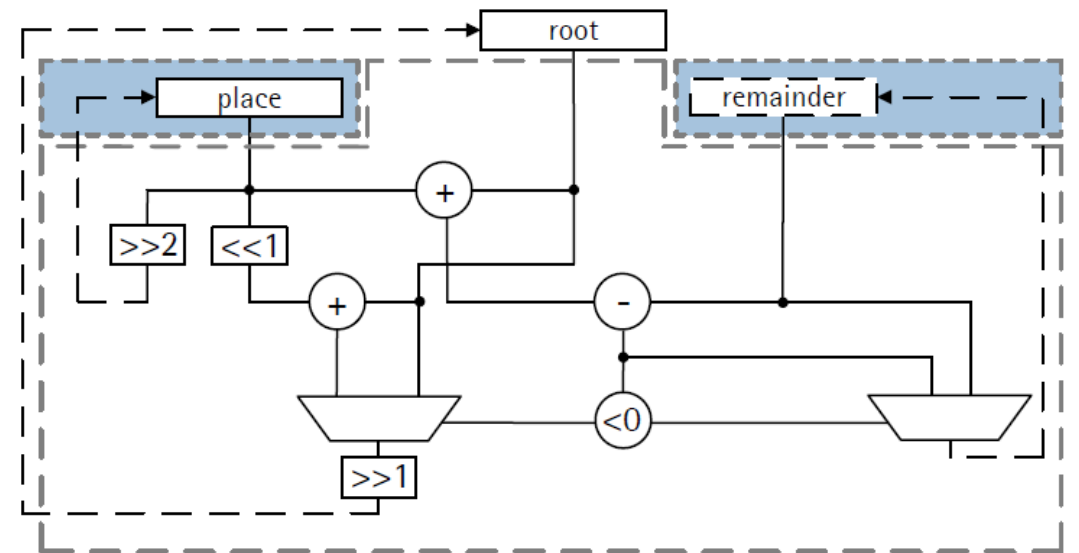 root
place
remainder
+
>>2
<<1
+
-
<0
>>1